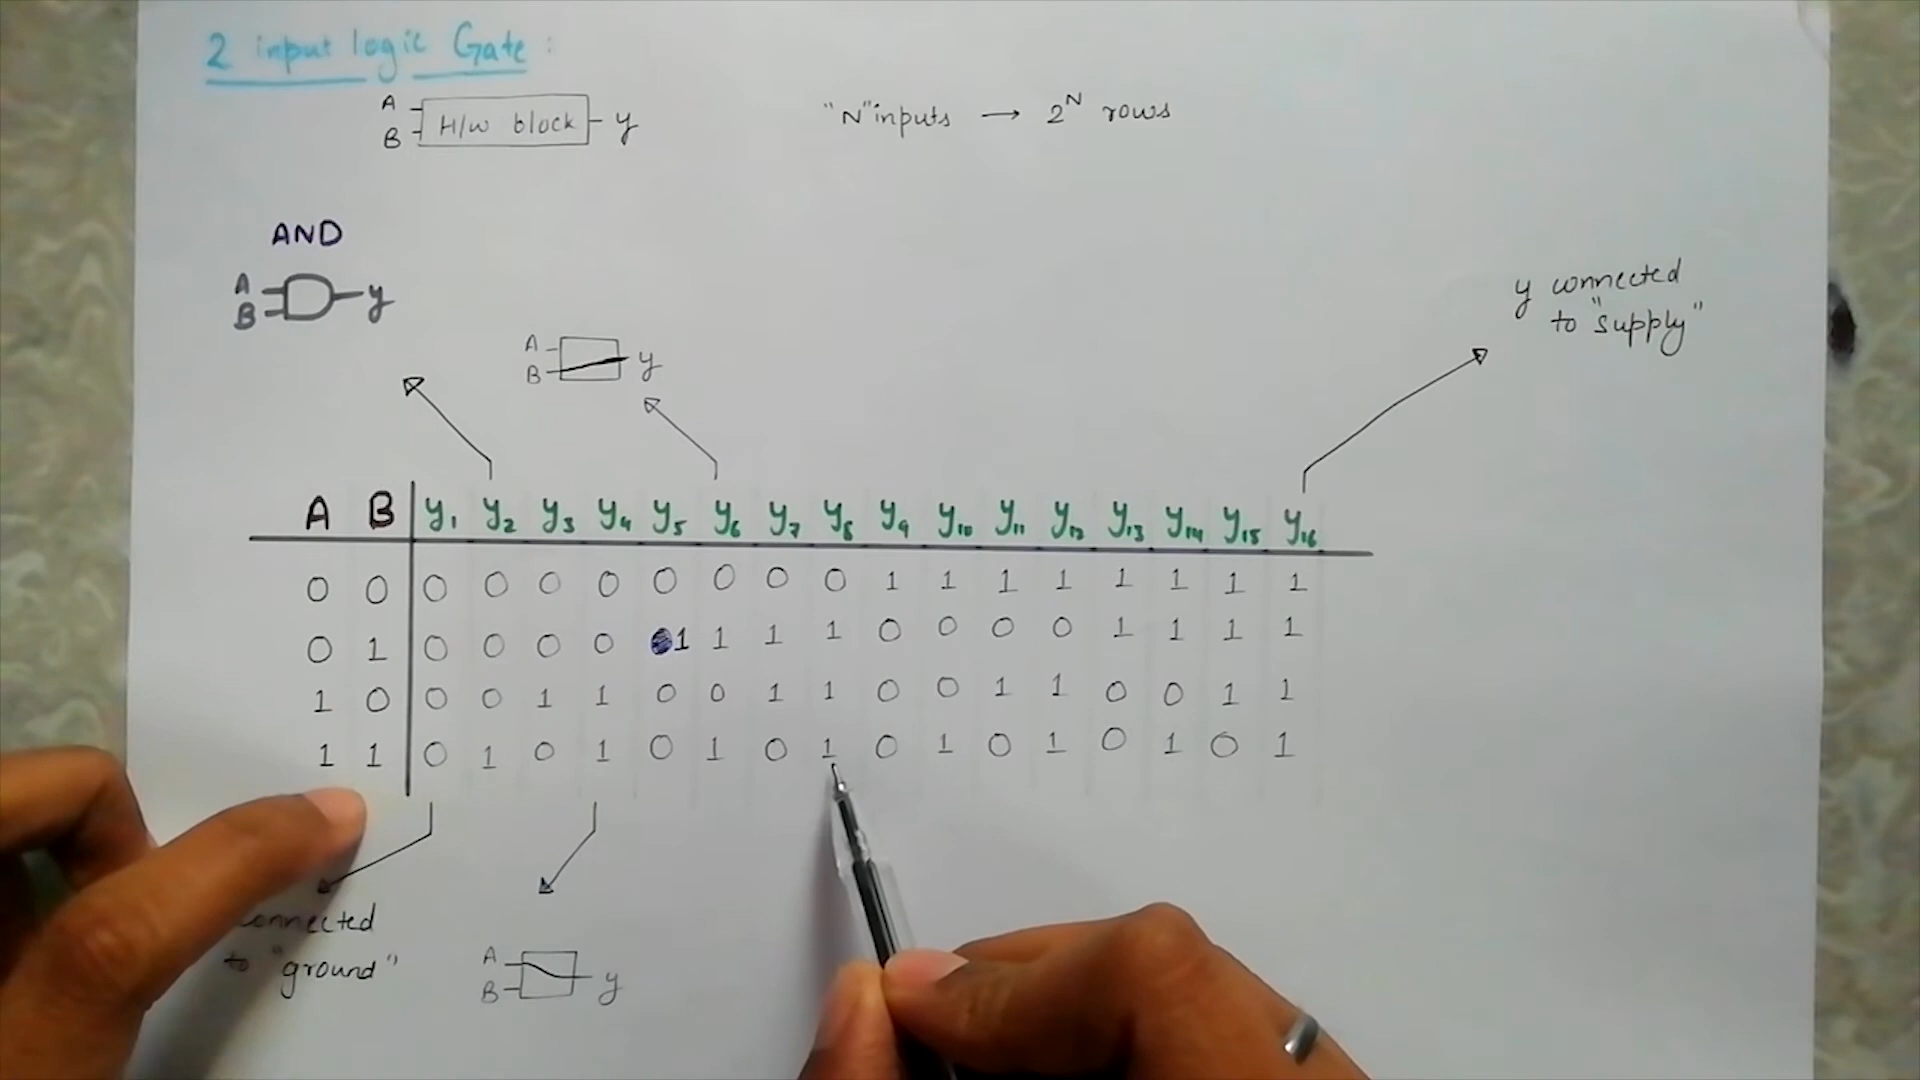 2 input logic Gate :
A
B
H/w block
y
"N" inputs → 2^N rows
AND
A
B
y
A
B
y
y connected
to "supply"
A B y1 y2 y3 y4 y5 y6 y7 y8 y9 y10 y11 y12 y13 y14 y15 y16
0 0 0 0 0 0 0 0 0 0 1 1 1 1 1 1 1 1
0 1 0 0 0 0 1 1 1 1 0 0 0 0 1 1 1 1
1 0 0 0 1 1 0 0 1 1 0 0 1 1 0 0 1 1
1 1 0 1 0 1 0 1 0 1 0 1 0 1 0 1 0 1
connected
to "ground"
A
B
y